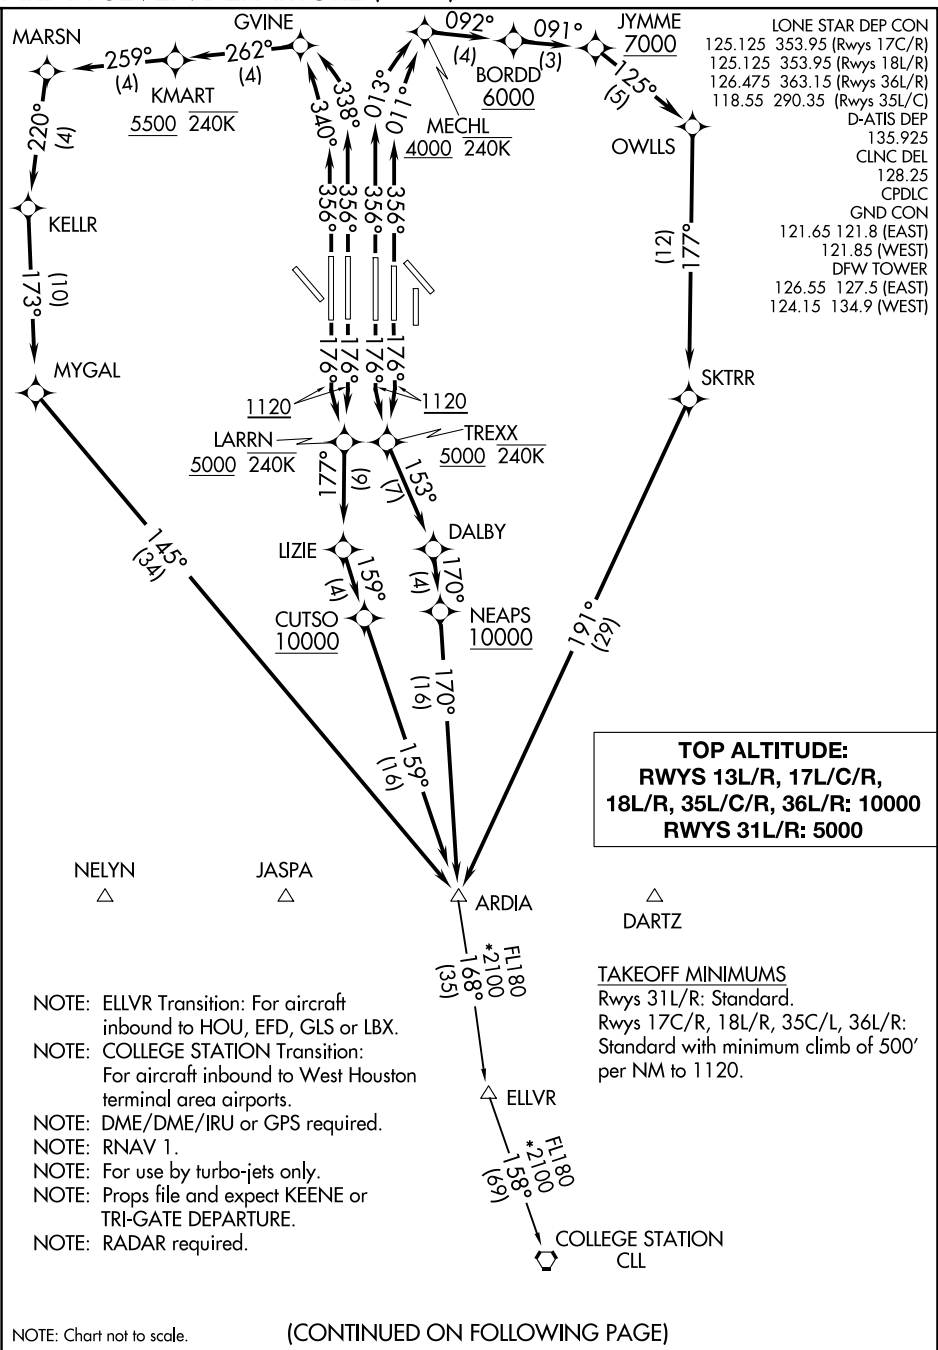 LONE STAR DEP CON
125.125 353.95 (Rwys 17C/R)
125.125 353.95 (Rwys 18L/R)
126.475 363.15 (Rwys 36L/R)
118.55 290.35 (Rwys 35L/C)
D-ATIS DEP
135.925
CLNC DEL
128.25
CPDLC
GND CON
121.65 121.8 (EAST)
121.85 (WEST)
DFW TOWER
126.55 127.5 (EAST)
124.15 134.9 (WEST)
MARSN
259°
(4)
KMART
5500 240K
262°
(4)
GVINE
340°
338°
013°
011°
092°
(4)
MECHL
4000 240K
BORDD
6000
091°
(3)
JYMME
7000
125°
(5)
OWLLS
220°
(4)
KELLR
173°
(10)
MYGAL
356°
356°
356°
356°
176°
176°
176°
176°
1120
1120
177°
(12)
SKTRR
LARRN
5000 240K
TREXX
5000 240K
177°
(9)
153°
(7)
LIZIE
DALBY
159°
(4)
170°
(4)
CUTSO
10000
NEAPS
10000
145°
(34)
159°
(16)
170°
(16)
191°
(29)
TOP ALTITUDE:
RWYS 13L/R, 17L/C/R,
18L/R, 35L/C/R, 36L/R: 10000
RWYS 31L/R: 5000
NELYN
JASPA
ARDIA
DARTZ
FL180
*2100
168°
(35)
ELLVR
FL180
*2100
158°
(69)
COLLEGE STATION
CLL
TAKEOFF MINIMUMS
Rwys 31L/R: Standard.
Rwys 17C/R, 18L/R, 35C/L, 36L/R:
Standard with minimum climb of 500'
per NM to 1120.
NOTE: ELLVR Transition: For aircraft
inbound to HOU, EFD, GLS or LBX.
NOTE: COLLEGE STATION Transition:
For aircraft inbound to West Houston
terminal area airports.
NOTE: DME/DME/IRU or GPS required.
NOTE: RNAV 1.
NOTE: For use by turbo-jets only.
NOTE: Props file and expect KEENE or
TRI-GATE DEPARTURE.
NOTE: RADAR required.
NOTE: Chart not to scale.
(CONTINUED ON FOLLOWING PAGE)